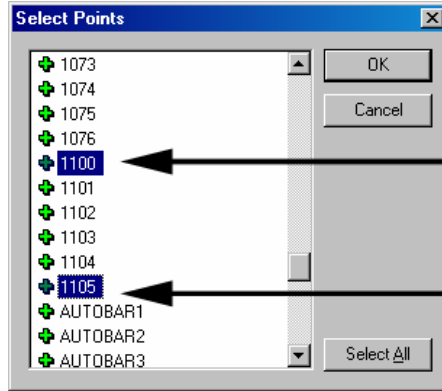 Select Points
1073
1074
1075
1076
1100
1101
1102
1103
1104
1105
AUTOBAR1
AUTOBAR2
AUTOBAR3
OK
Cancel
Select All